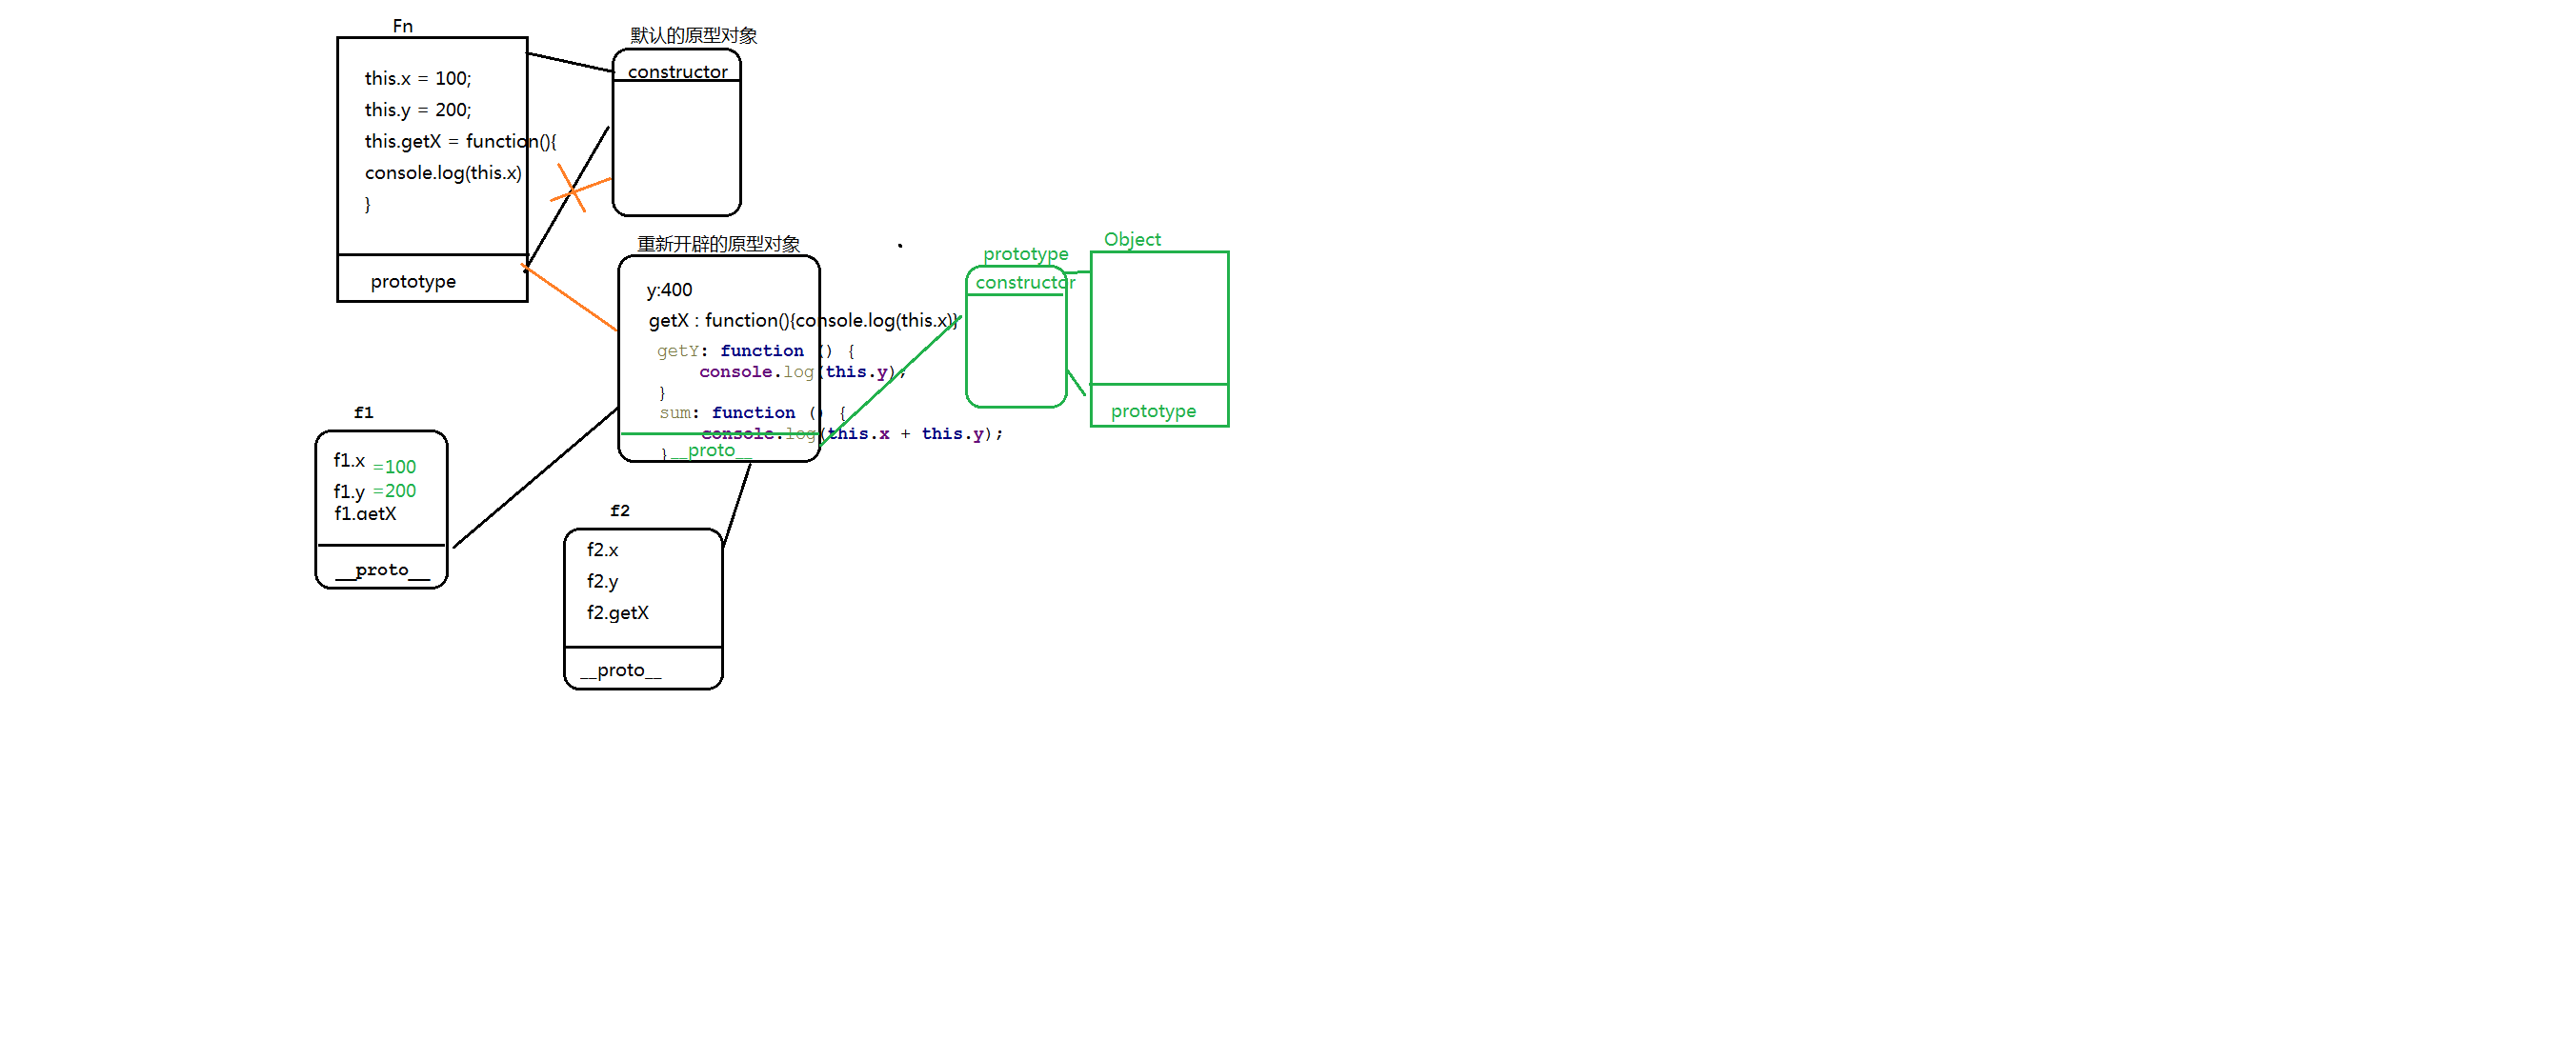 Fn
this.x = 100;
this.y = 200;
this.getX = function(){
console.log(this.x)
}
prototype
默认的原型对象
constructor
重新开辟的原型对象
y:400
getX : function(){console.log(this.x)}
getY: function () {
console.log(this.y);
}
sum: function () {
console.log(this.x + this.y);
}
__proto__
prototype
constructor
Object
prototype
f1
f1.x =100
f1.y =200
f1.getX
__proto__
f2
f2.x
f2.y
f2.getX
__proto__